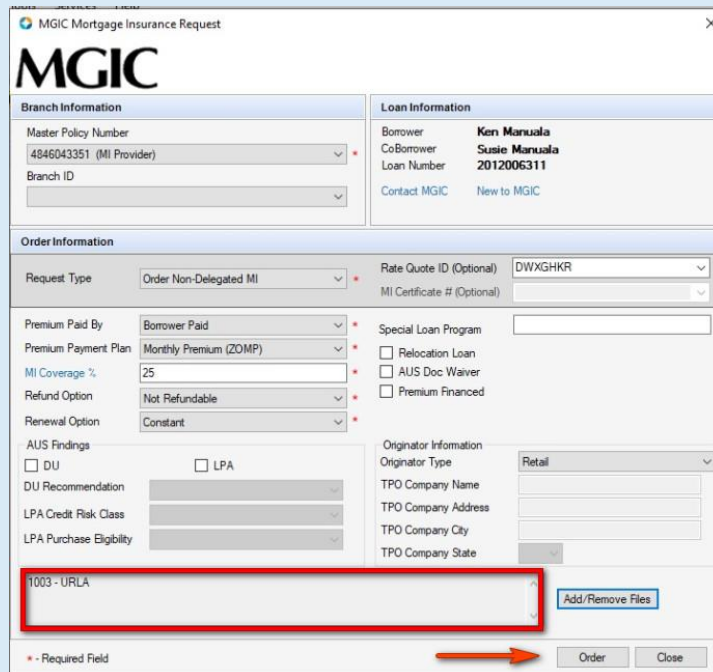 Tools Services Help
MGIC Mortgage Insurance Request
MGIC
Branch Information
Master Policy Number
4846043351 (MI Provider) *
Branch ID
Loan Information
Borrower Ken Manuala
CoBorrower Susie Manuala
Loan Number 2012006311
Contact MGIC New to MGIC
Order Information
Request Type Order Non-Delegated MI *
Rate Quote ID (Optional) DWXGHKR
MI Certificate # (Optional)
Premium Paid By Borrower Paid *
Premium Payment Plan Monthly Premium (ZOMP) *
MI Coverage % 25 *
Refund Option Not Refundable *
Renewal Option Constant *
Special Loan Program
Relocation Loan
AUS Doc Waiver
Premium Financed
AUS Findings
DU LPA
DU Recommendation
LPA Credit Risk Class
LPA Purchase Eligibility
Originator Information
Originator Type Retail
TPO Company Name
TPO Company Address
TPO Company City
TPO Company State
1003 - URLA
Add/Remove Files
* - Required Field
Order Close